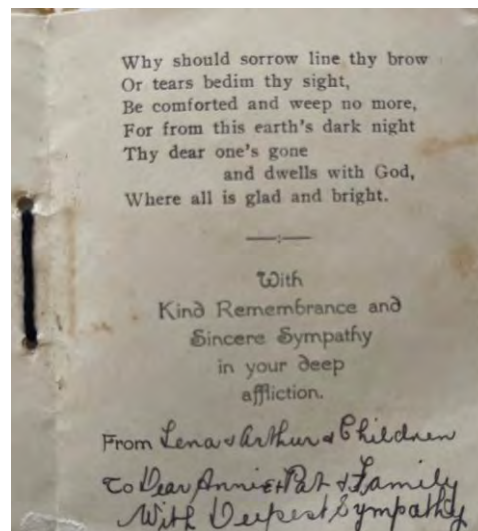 Why should sorrow line thy brow
Or tears bedim thy sight,
Be comforted and weep no more,
For from this earth's dark night
Thy dear one's gone
and dwells with God,
Where all is glad and bright.
With
Kind Remembrance and
Sincere Sympathy
in your deep
affliction.
From Lena & Arthur & Children
To Dear Annie & Pat & Family
With Deepest Sympathy